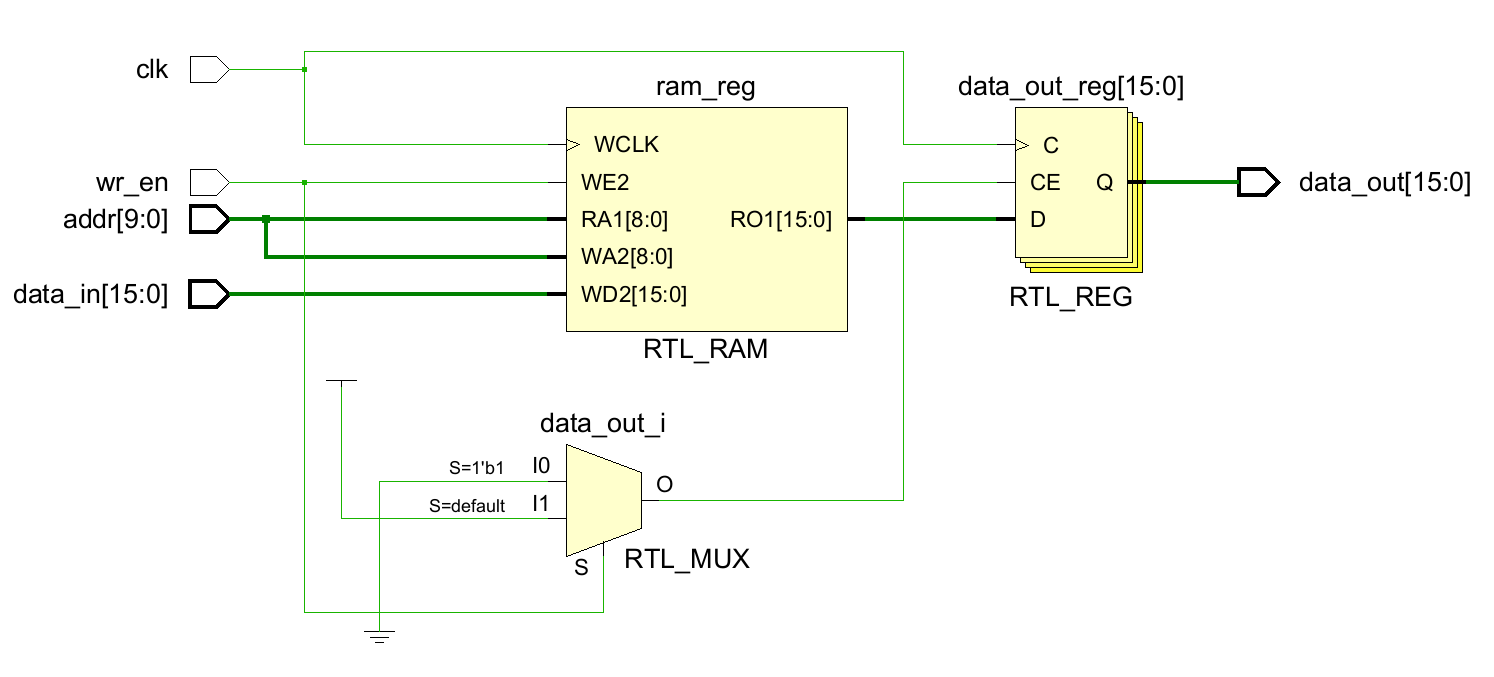 clk
ram_reg
data_out_reg[15:0]
WCLK
C
wr_en
WE2
CE
Q
data_out[15:0]
addr[9:0]
RA1[8:0]
RO1[15:0]
D
WA2[8:0]
data_in[15:0]
WD2[15:0]
RTL_REG
RTL_RAM
data_out_i
S=1'b1
I0
O
S=default
I1
S
RTL_MUX